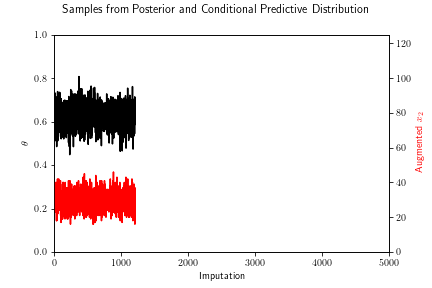 Samples from Posterior and Conditional Predictive Distribution
1.0
0.8
0.6
0.4
0.2
0.0
θ
120
100
80
60
40
20
0
Augmented x₂
0 1000 2000 3000 4000 5000
Imputation